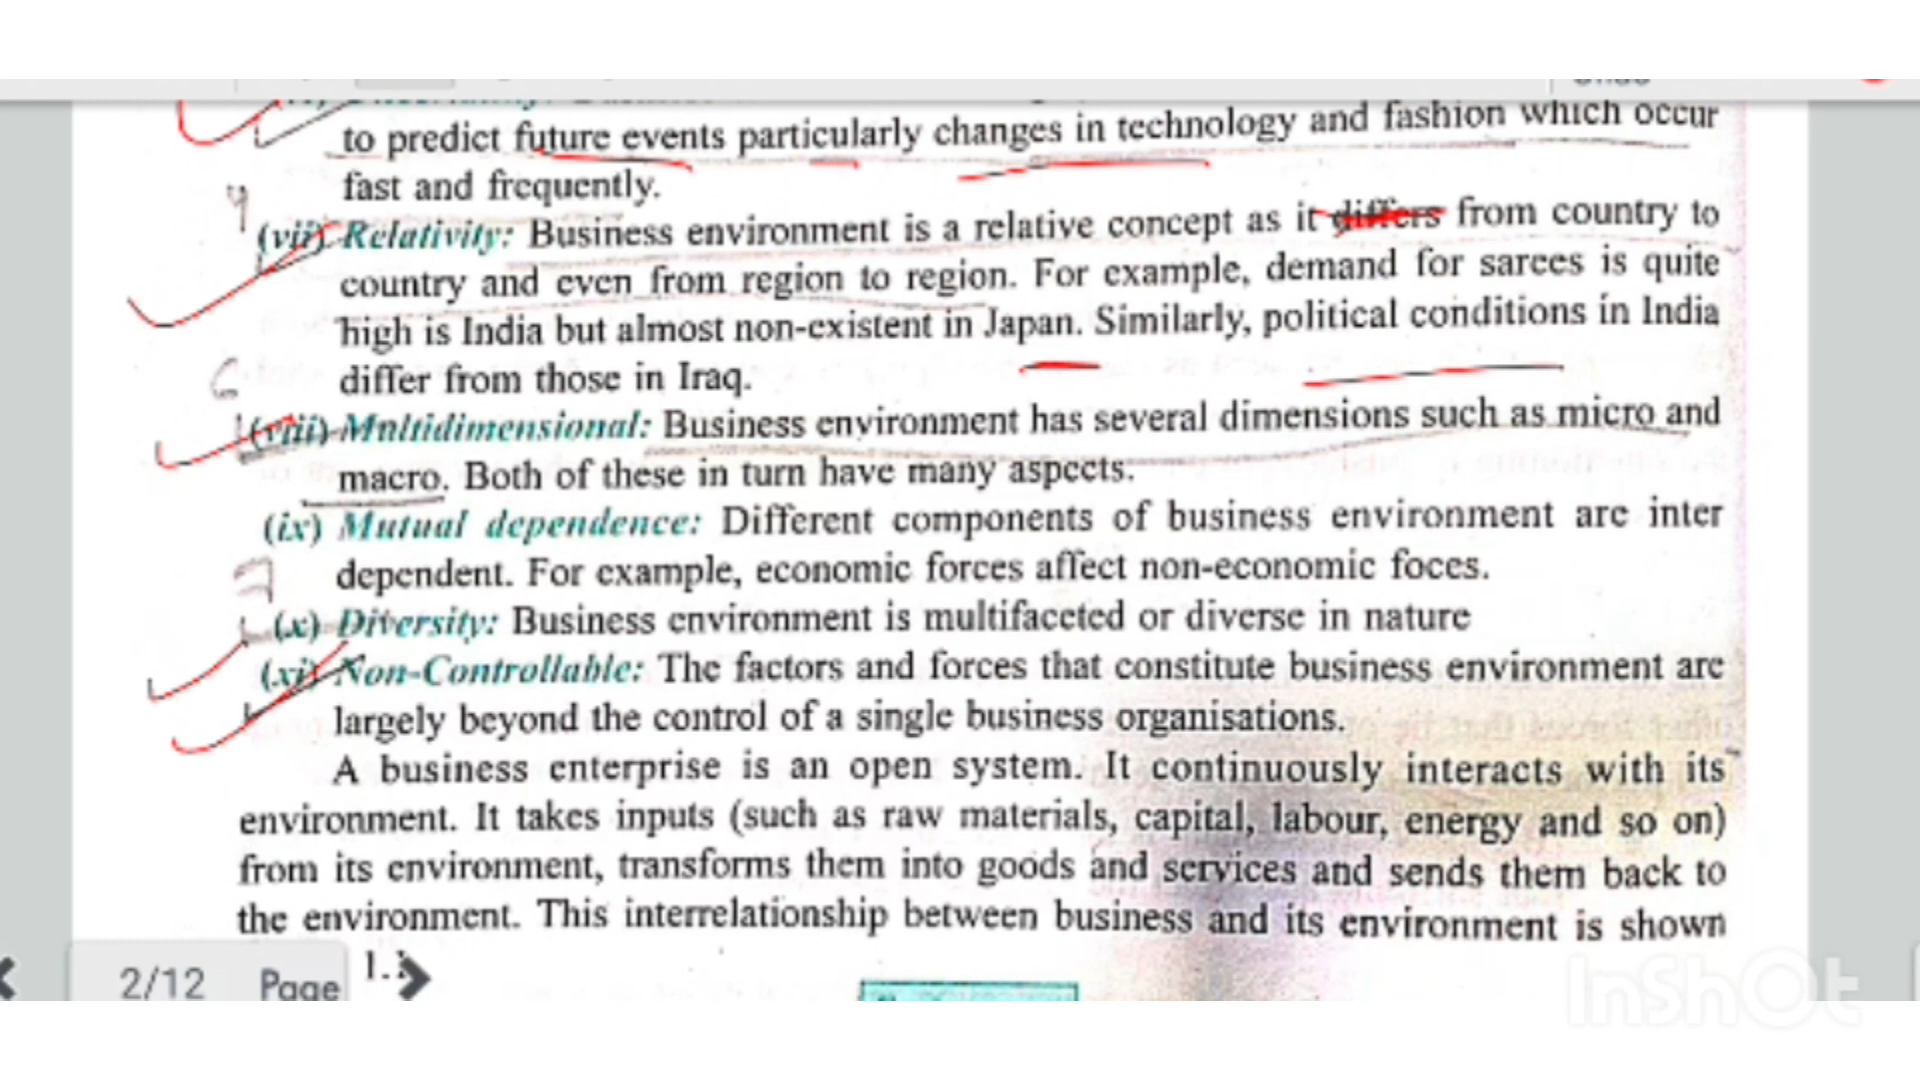 to predict future events particularly changes in technology and fashion which occur
fast and frequently.
(vii) Relativity: Business environment is a relative concept as it differs from country to
country and even from region to region. For example, demand for sarees is quite
high is India but almost non-existent in Japan. Similarly, political conditions in India
differ from those in Iraq.
(viii) Multidimensional: Business environment has several dimensions such as micro and
macro. Both of these in turn have many aspects.
(ix) Mutual dependence: Different components of business environment are inter
dependent. For example, economic forces affect non-economic foces.
(x) Diversity: Business environment is multifaceted or diverse in nature
(xi) Non-Controllable: The factors and forces that constitute business environment are
largely beyond the control of a single business organisations.
A business enterprise is an open system. It continuously interacts with its
environment. It takes inputs (such as raw materials, capital, labour, energy and so on)
from its environment, transforms them into goods and services and sends them back to
the environment. This interrelationship between business and its environment is shown
2/12 Page
InShOt